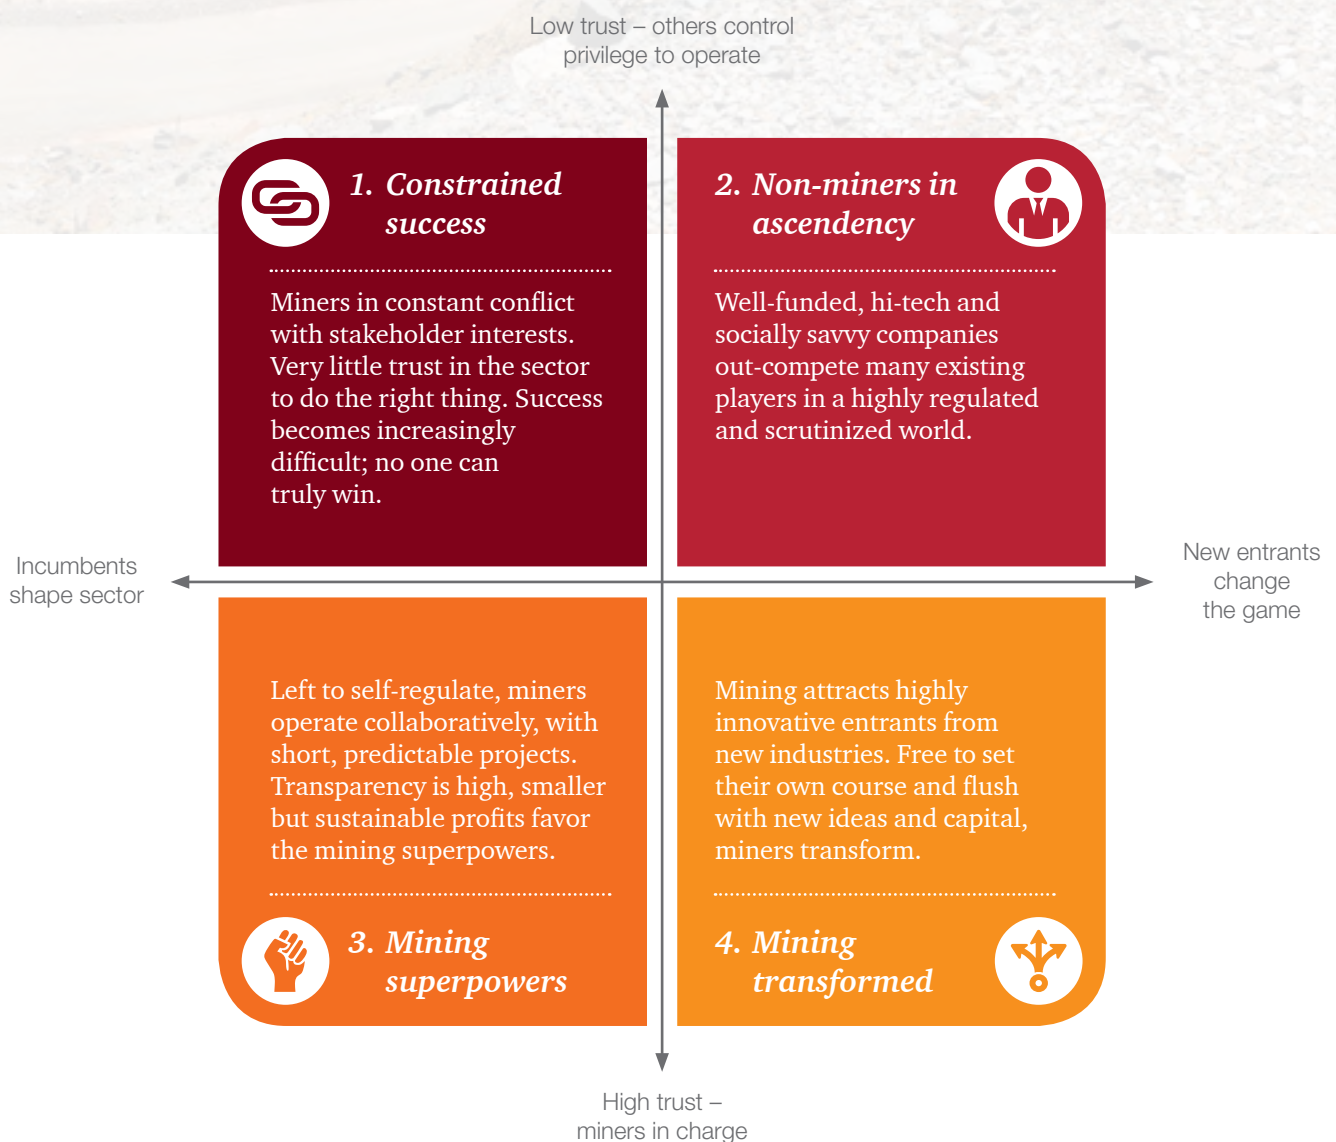 Low trust – others control
privilege to operate
1. Constrained
success
Miners in constant conflict
with stakeholder interests.
Very little trust in the sector
to do the right thing. Success
becomes increasingly
difficult; no one can
truly win.
2. Non-miners in
ascendency
Well-funded, hi-tech and
socially savvy companies
out-compete many existing
players in a highly regulated
and scrutinized world.
Incumbents
shape sector
New entrants
change
the game
Left to self-regulate, miners
operate collaboratively, with
short, predictable projects.
Transparency is high, smaller
but sustainable profits favor
the mining superpowers.
3. Mining
superpowers
Mining attracts highly
innovative entrants from
new industries. Free to set
their own course and flush
with new ideas and capital,
miners transform.
4. Mining
transformed
High trust –
miners in charge